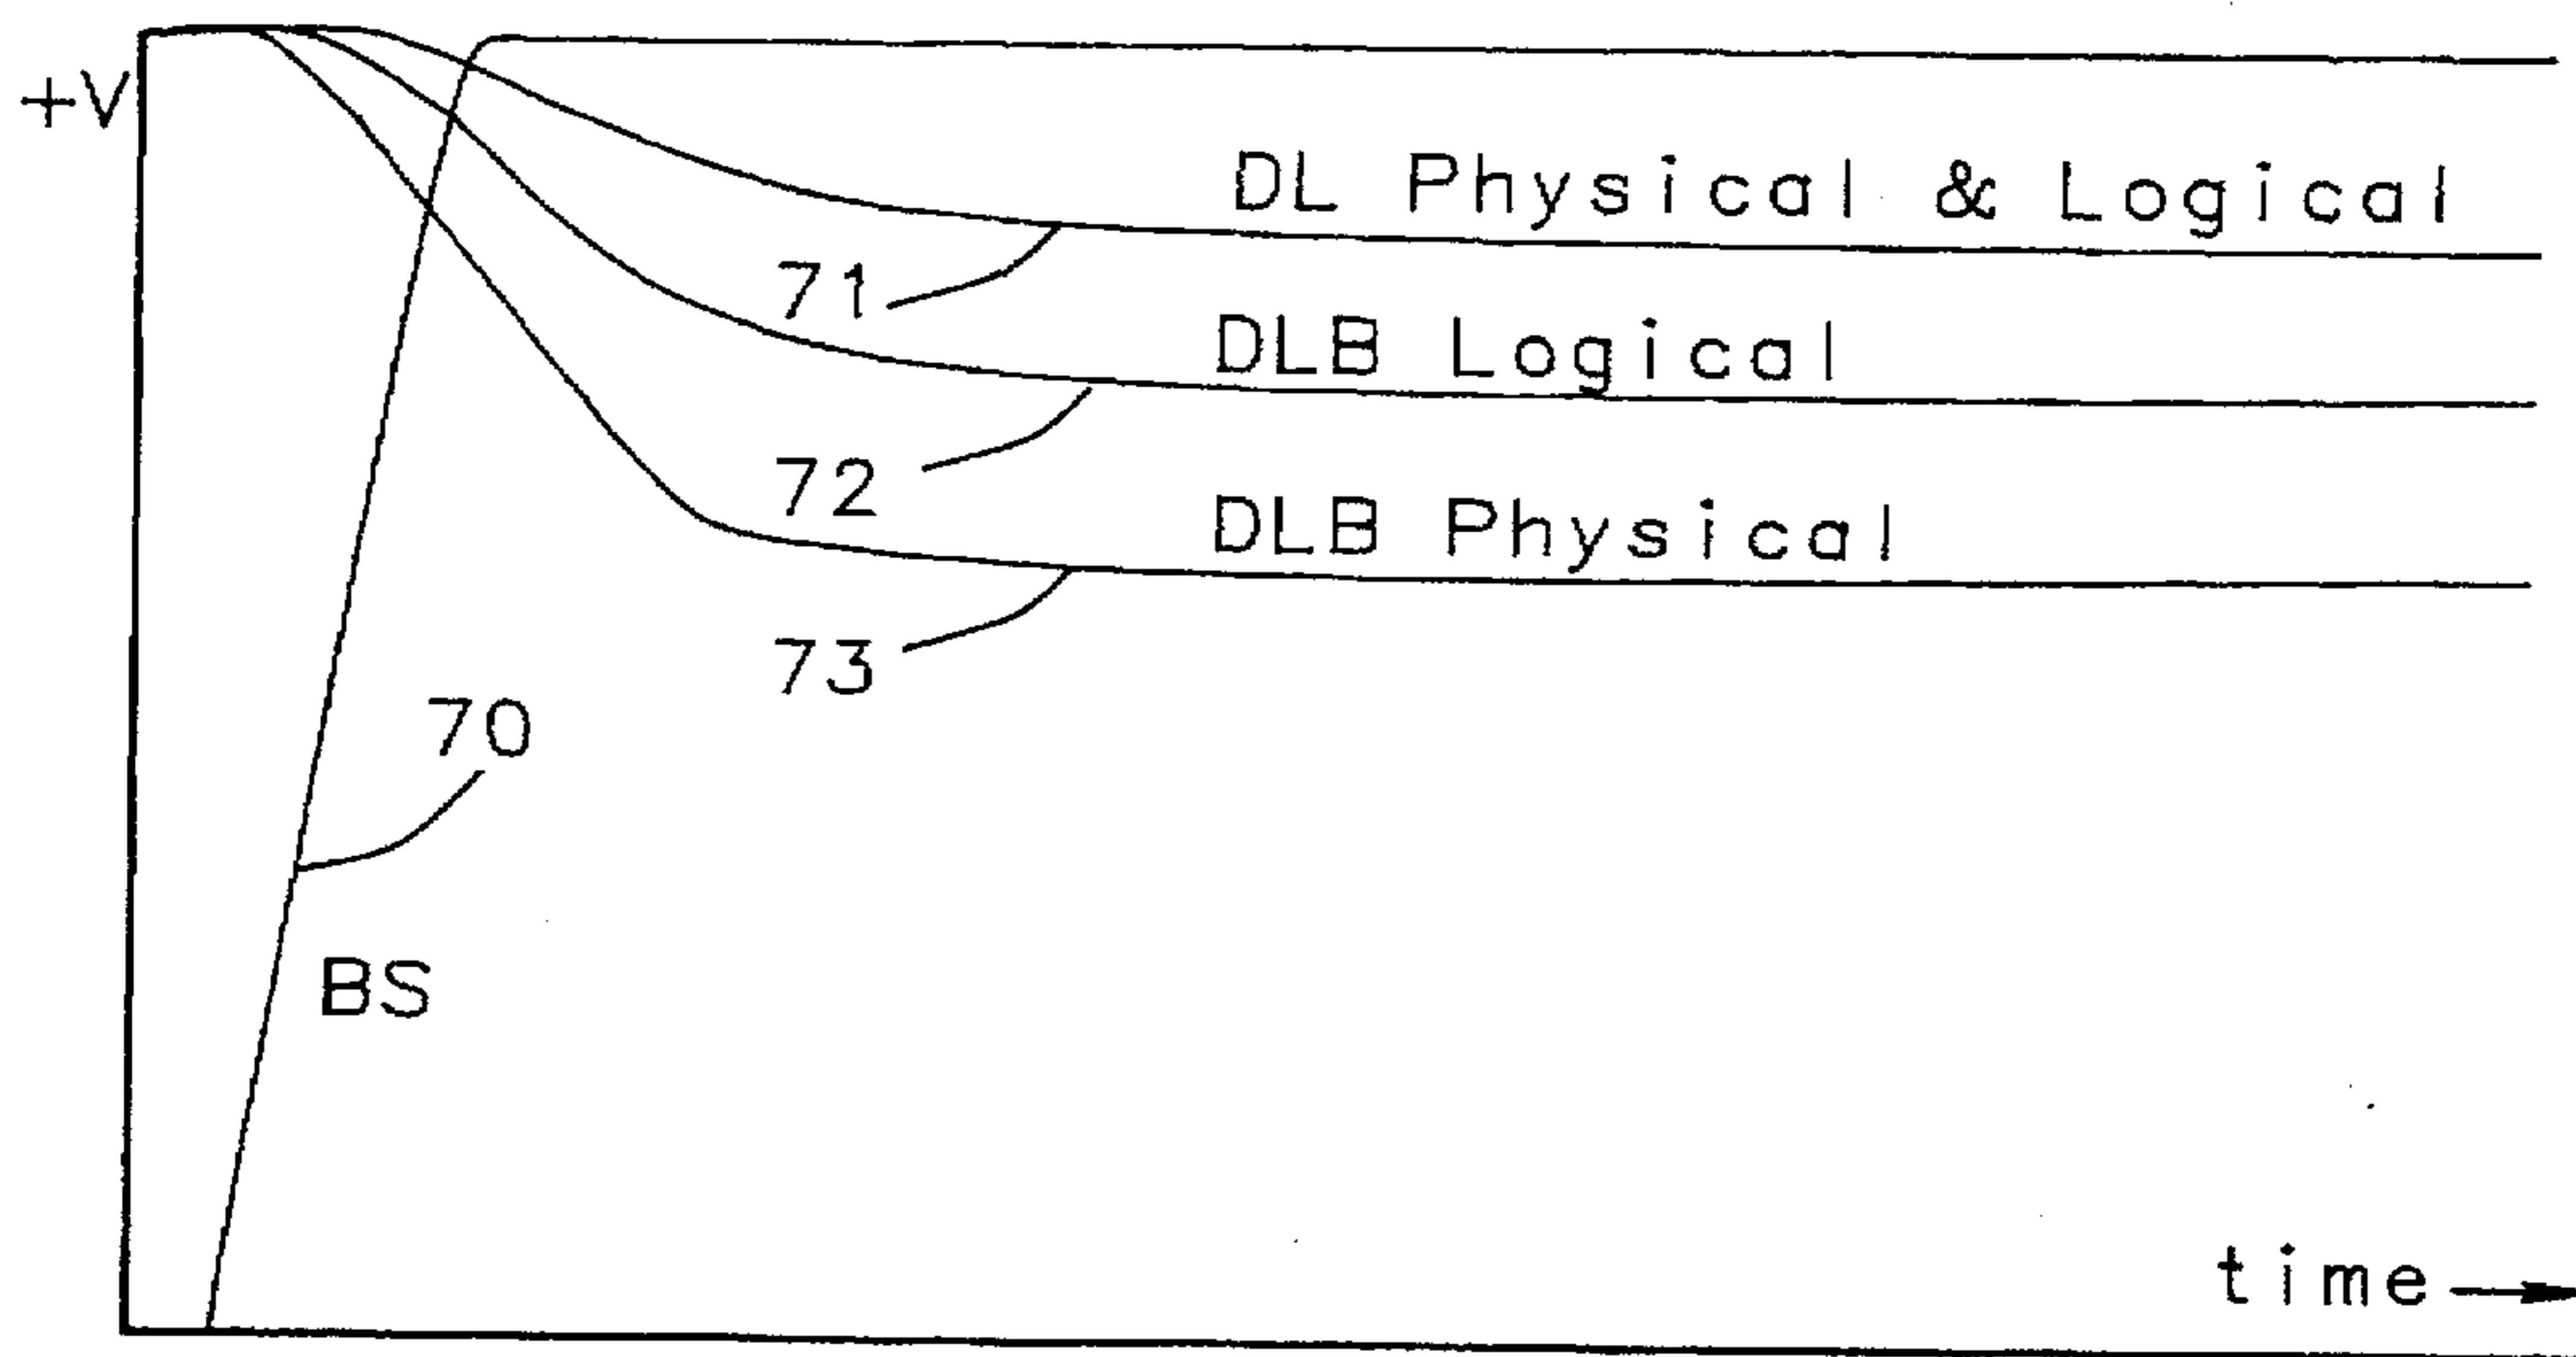 +V
DL Physical & Logical
71
DLB Logical
72
DLB Physical
73
70
BS
time